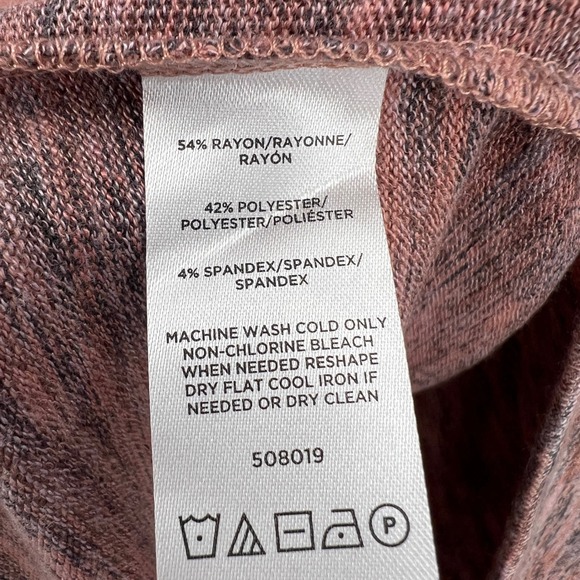 54% RAYON/RAYONNE/
RAYÓN
42% POLYESTER/
POLYESTER/POLIÉSTER
4% SPANDEX/SPANDEX/
SPANDEX
MACHINE WASH COLD ONLY
NON-CHLORINE BLEACH
WHEN NEEDED RESHAPE
DRY FLAT COOL IRON IF
NEEDED OR DRY CLEAN
508019
P